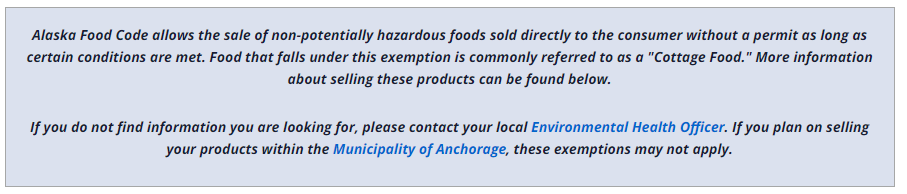 Alaska Food Code allows the sale of non-potentially hazardous foods sold directly to the consumer without a permit as long as
certain conditions are met. Food that falls under this exemption is commonly referred to as a "Cottage Food." More information
about selling these products can be found below.
If you do not find information you are looking for, please contact your local Environmental Health Officer. If you plan on selling
your products within the Municipality of Anchorage, these exemptions may not apply.